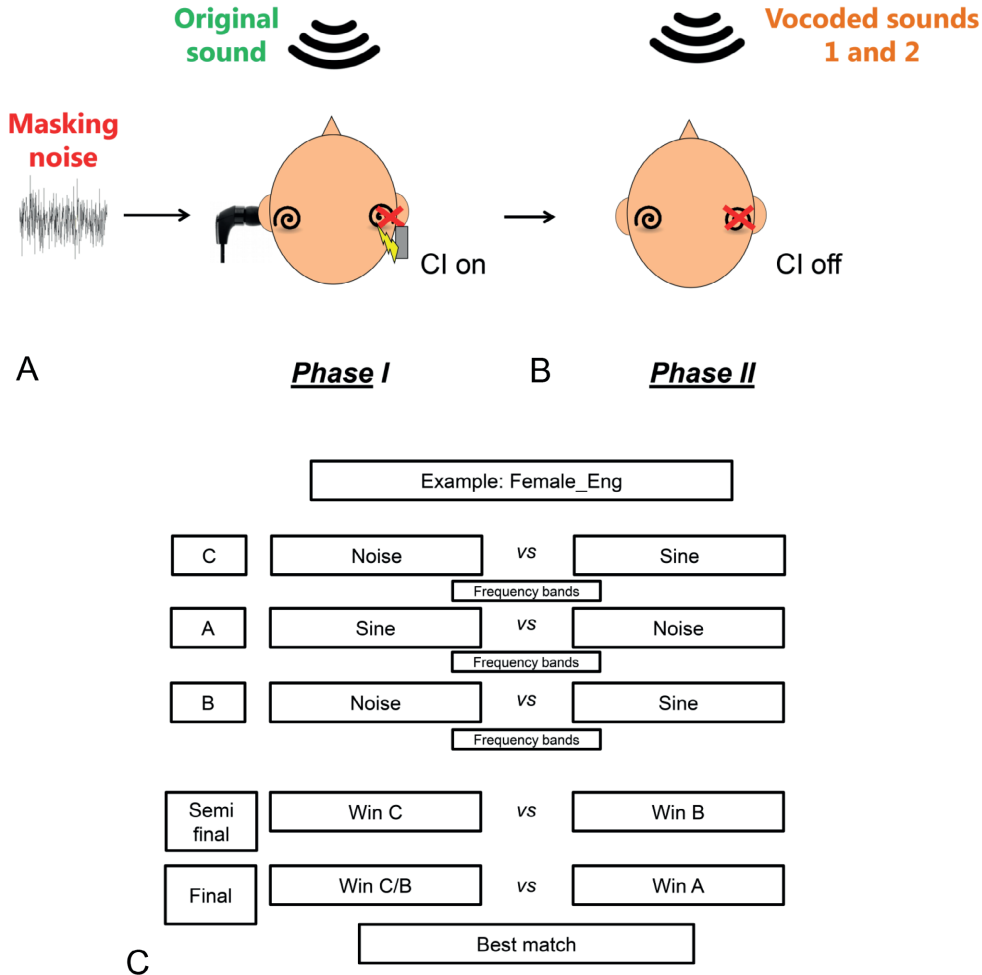 Original
sound
Vocoded sounds
1 and 2
Masking
noise
CI on
CI off
A
Phase I
B
Phase II
Example: Female_Eng
C
Noise
vs
Sine
Frequency bands
A
Sine
vs
Noise
Frequency bands
B
Noise
vs
Sine
Frequency bands
Semi
final
Win C
vs
Win B
Final
Win C/B
vs
Win A
Best match
C